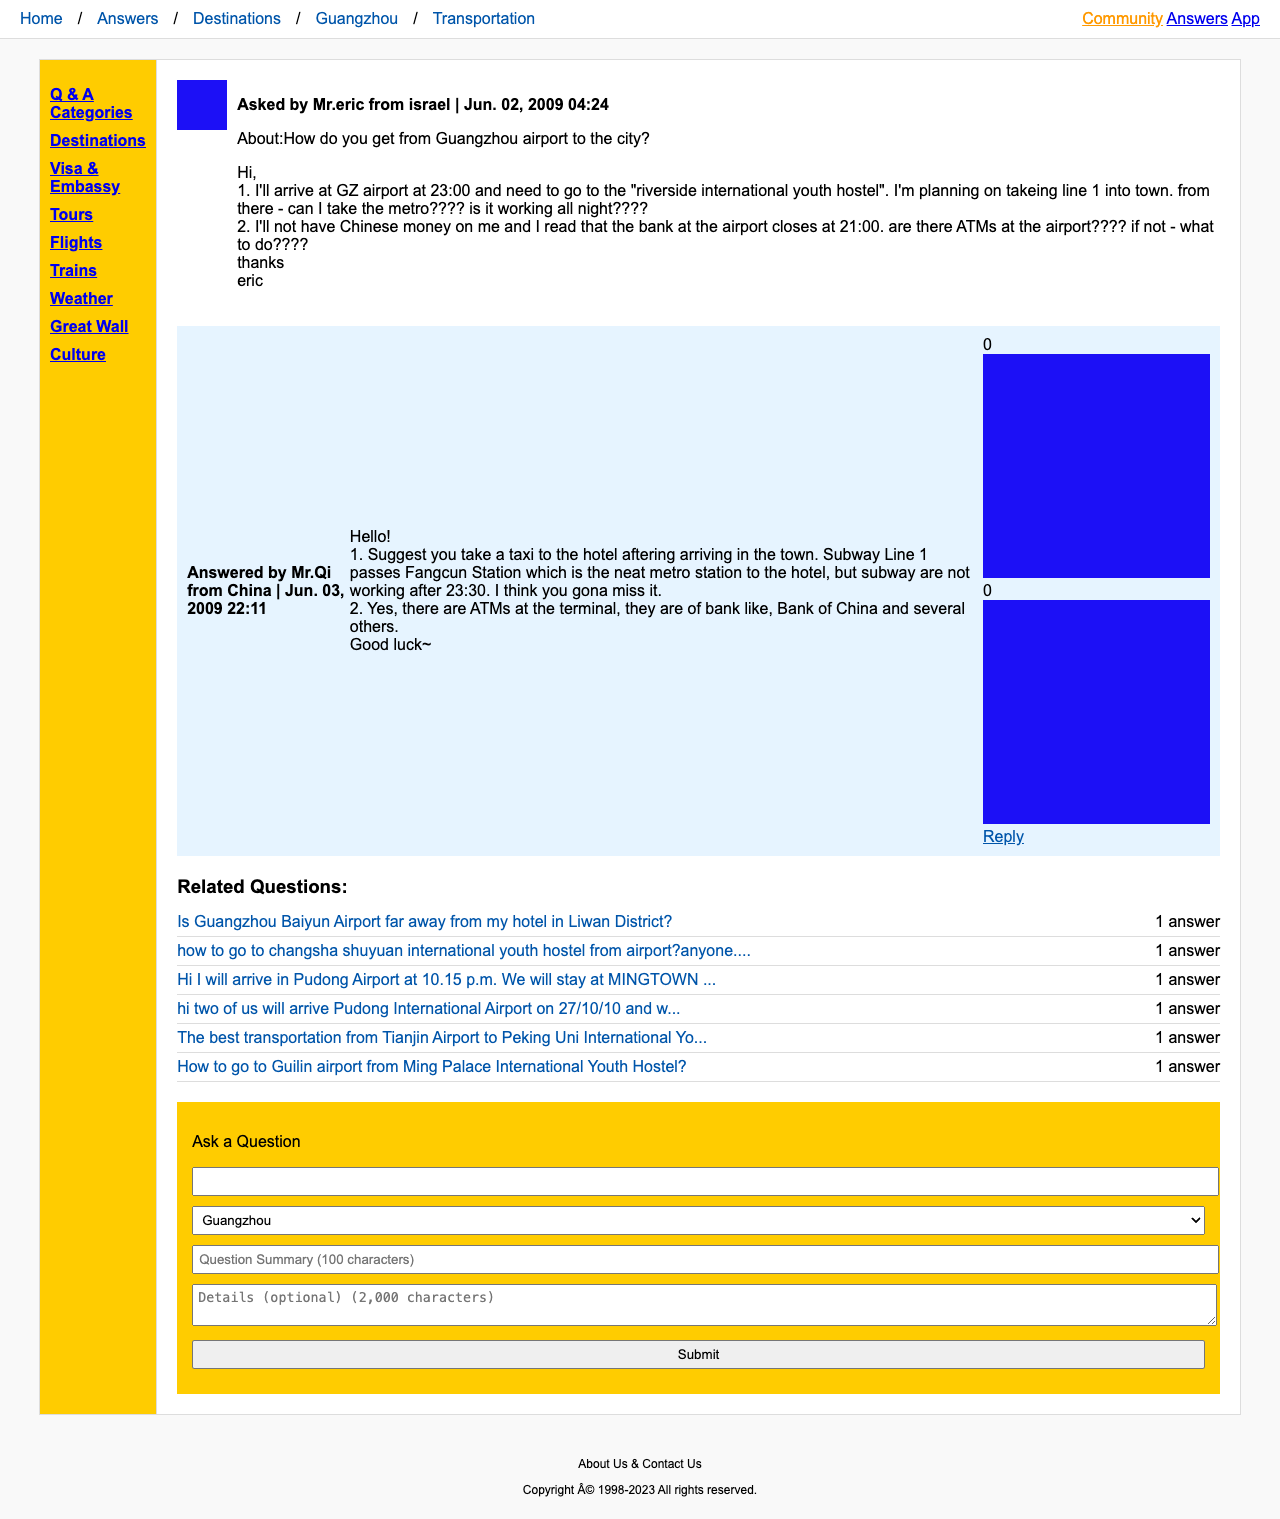 Home / Answers / Destinations / Guangzhou / Transportation
Community Answers App
Q & A
Categories
Destinations
Visa &
Embassy
Tours
Flights
Trains
Weather
Great Wall
Culture
Asked by Mr.eric from israel | Jun. 02, 2009 04:24
About:How do you get from Guangzhou airport to the city?
Hi,
1. I'll arrive at GZ airport at 23:00 and need to go to the "riverside international youth hostel". I'm planning on takeing line 1 into town. from
there - can I take the metro???? is it working all night????
2. I'll not have Chinese money on me and I read that the bank at the airport closes at 21:00. are there ATMs at the airport???? if not - what
to do????
thanks
eric
Answered by Mr.Qi
from China | Jun. 03,
2009 22:11
Hello!
1. Suggest you take a taxi to the hotel aftering arriving in the town. Subway Line 1
passes Fangcun Station which is the neat metro station to the hotel, but subway are not
working after 23:30. I think you gona miss it.
2. Yes, there are ATMs at the terminal, they are of bank like, Bank of China and several
others.
Good luck~
0
0
Reply
Related Questions:
Is Guangzhou Baiyun Airport far away from my hotel in Liwan District? 1 answer
how to go to changsha shuyuan international youth hostel from airport?anyone.... 1 answer
Hi I will arrive in Pudong Airport at 10.15 p.m. We will stay at MINGTOWN ... 1 answer
hi two of us will arrive Pudong International Airport on 27/10/10 and w... 1 answer
The best transportation from Tianjin Airport to Peking Uni International Yo... 1 answer
How to go to Guilin airport from Ming Palace International Youth Hostel? 1 answer
Ask a Question
Guangzhou
Question Summary (100 characters)
Details (optional) (2,000 characters)
Submit
About Us & Contact Us
Copyright Â© 1998-2023 All rights reserved.